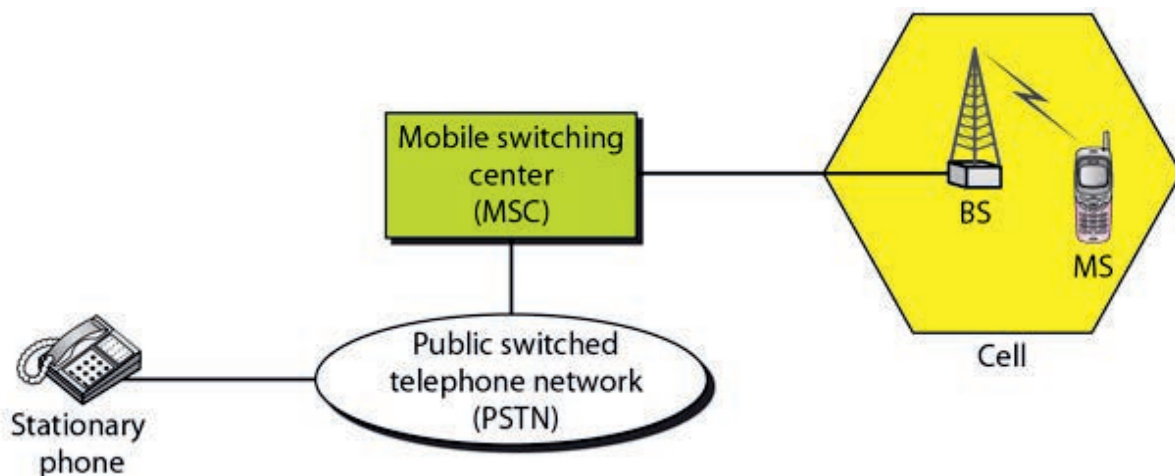 Mobile switching
center
(MSC)
BS
MS
Cell
Public switched
telephone network
(PSTN)
Stationary
phone